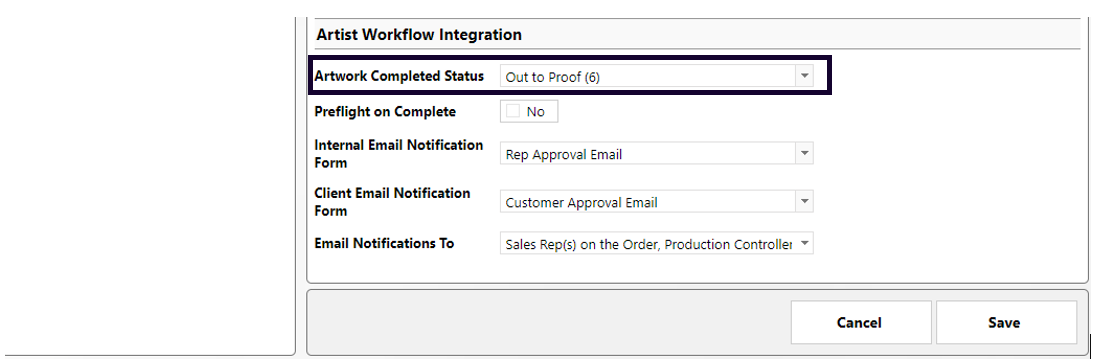 Artist Workflow Integration
Artwork Completed Status Out to Proof (6)
Preflight on Complete No
Internal Email Notification
Form Rep Approval Email
Client Email Notification
Form Customer Approval Email
Email Notifications To Sales Rep(s) on the Order, Production Controller
Cancel Save